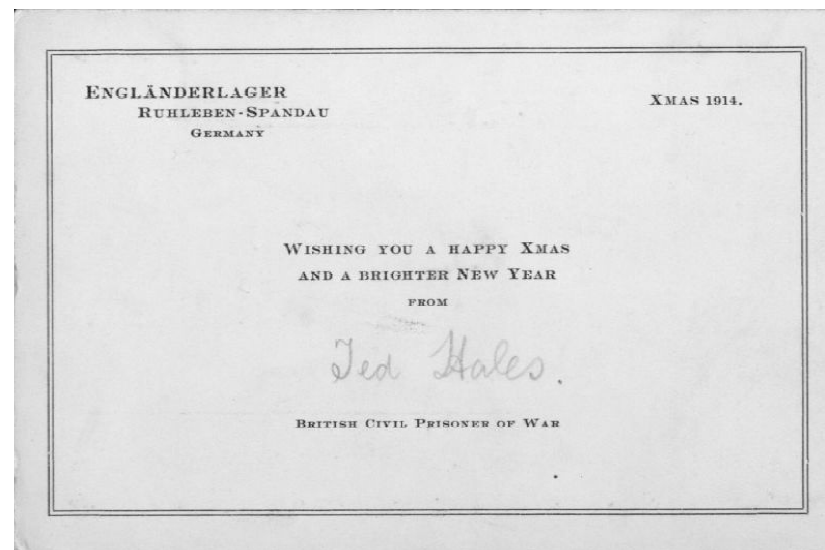 ENGLÄNDERLAGER
RUHLEBEN-SPANDAU
GERMANY
XMAS 1914.
WISHING YOU A HAPPY XMAS
AND A BRIGHTER NEW YEAR
FROM
Ted Hales.
BRITISH CIVIL PRISONER OF WAR